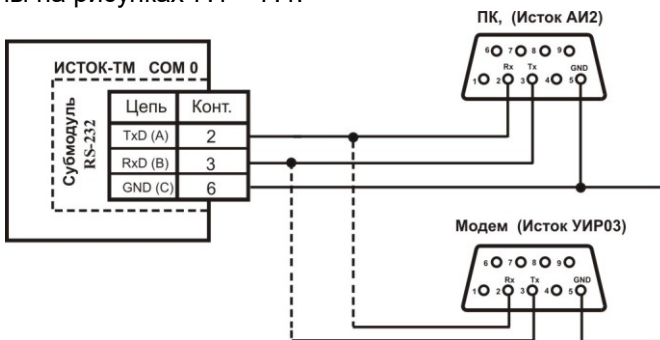 ПК, (Исток АИ2)
6 7 8 9
Rx Tx GND
1 2 3 4 5
ИСТОК-ТМ COM 0
Субмодуль
RS-232
Цепь Конт.
TxD (A) 2
RxD (B) 3
GND (C) 6
Модем (Исток УИР03)
6 7 8 9
Rx Tx GND
1 2 3 4 5